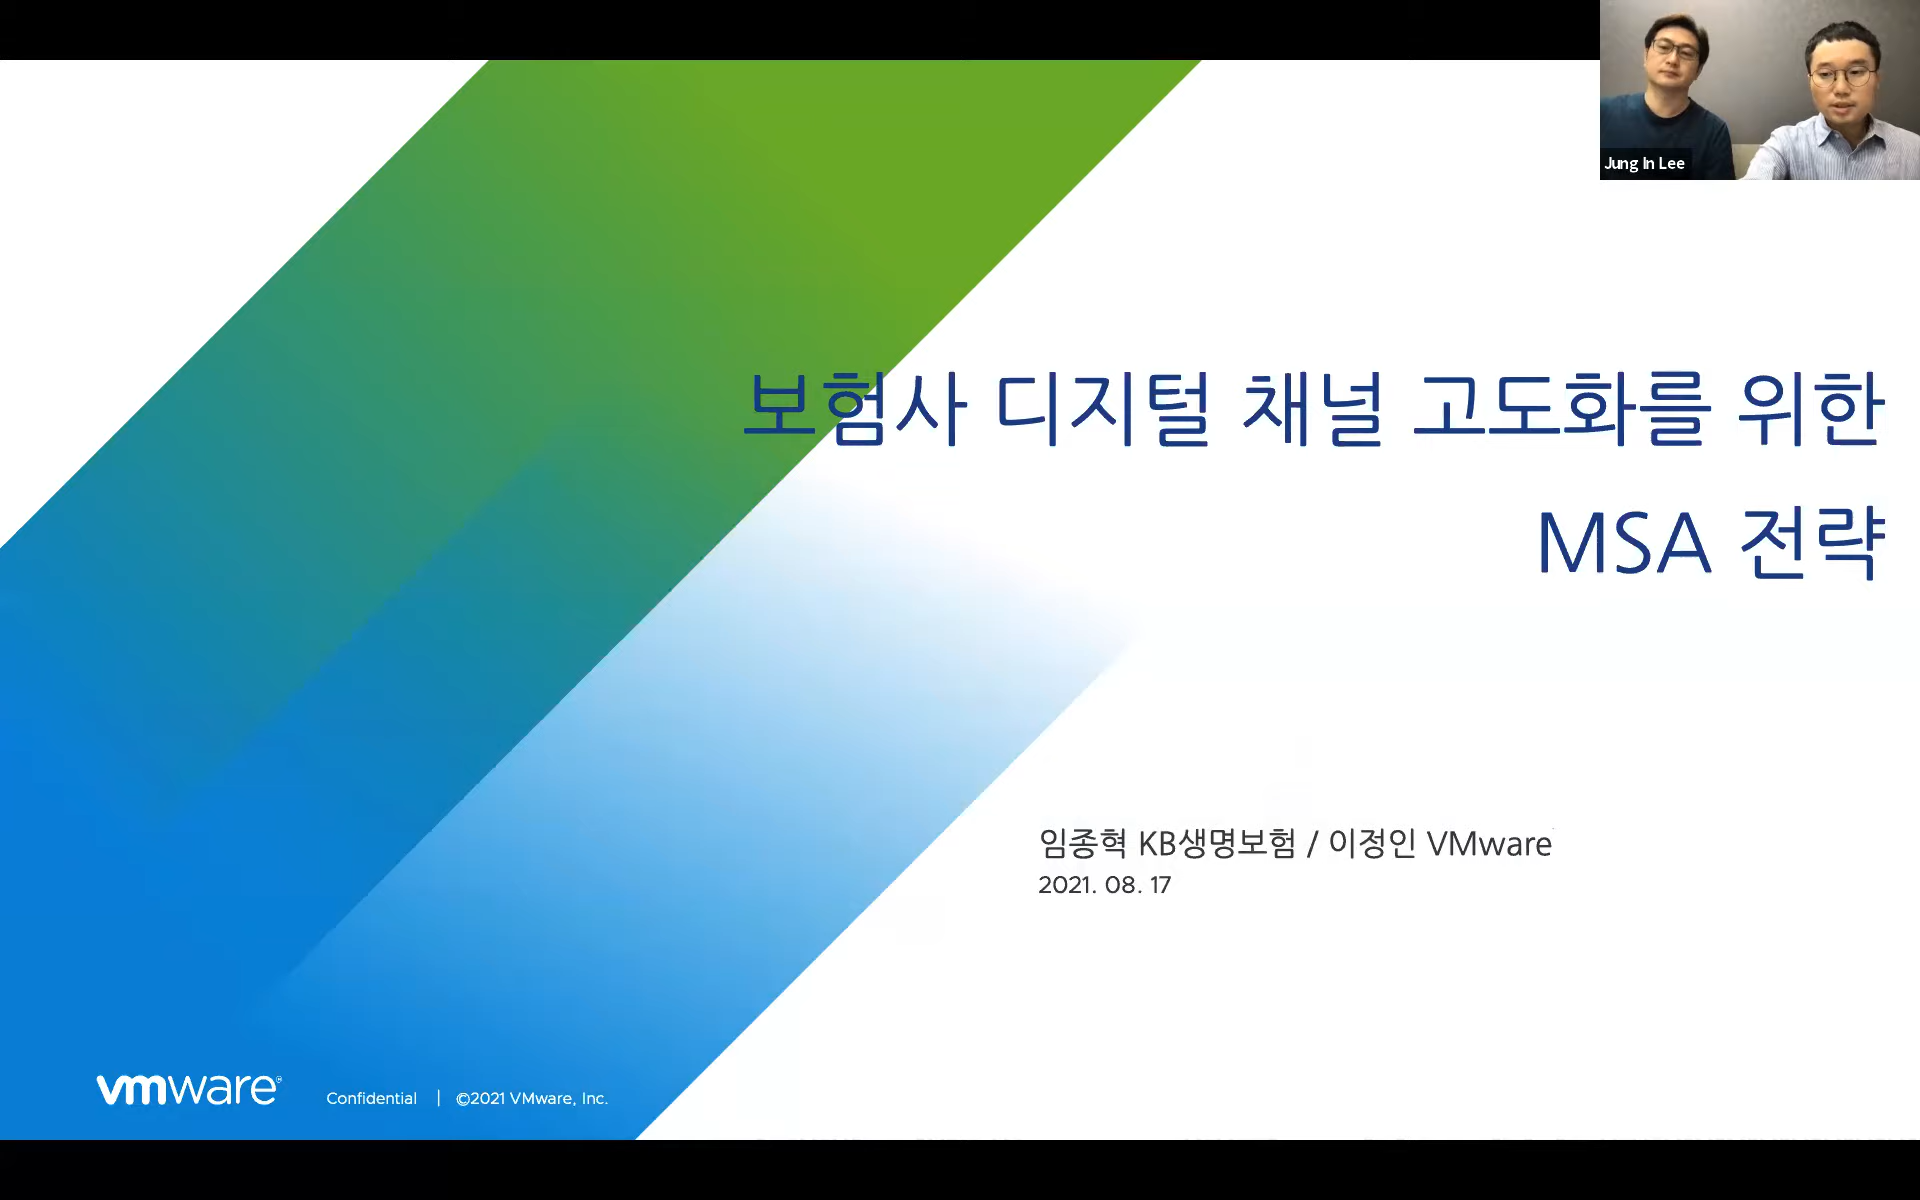 Jung In Lee
보험사 디지털 채널 고도화를 위한
MSA 전략
임종혁 KB생명보험 / 이정인 VMware
2021. 08. 17
vmware®
Confidential | ©2021 VMware, Inc.